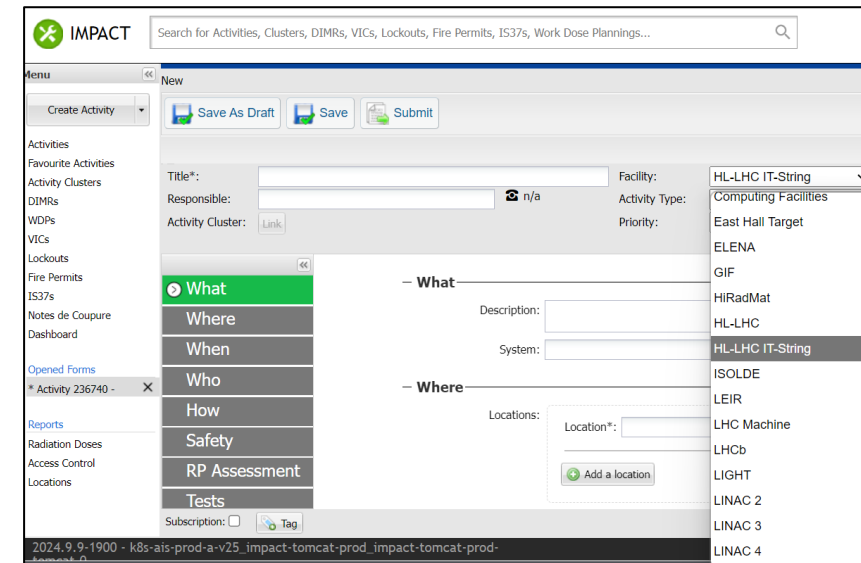 IMPACT
Search for Activities, Clusters, DIMRs, VICs, Lockouts, Fire Permits, IS37s, Work Dose Plannings...
Menu
New
Create Activity
Save As Draft
Save
Submit
Activities
Favourite Activities
Activity Clusters
DIMRs
WDPs
VICs
Lockouts
Fire Permits
IS37s
Notes de Coupure
Dashboard
Opened Forms
* Activity 236740 -
Reports
Radiation Doses
Access Control
Locations
Title*:
Responsible:
n/a
Activity Cluster:
Link
Facility:
HL-LHC IT-String
Activity Type:
Priority:
What
Where
When
Who
How
Safety
RP Assessment
Tests
What
Description:
System:
Where
Locations:
Location*:
Add a location
Computing Facilities
East Hall Target
ELENA
GIF
HiRadMat
HL-LHC
HL-LHC IT-String
ISOLDE
LEIR
LHC Machine
LHCb
LIGHT
LINAC 2
LINAC 3
LINAC 4
Subscription:
Tag
2024.9.9-1900 - k8s-ais-prod-a-v25_impact-tomcat-prod_impact-tomcat-prod-
tomcat-0